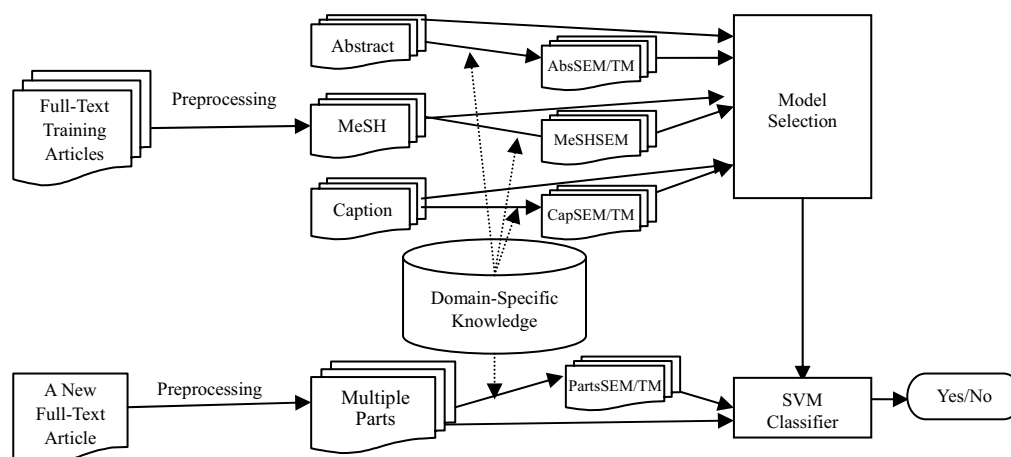 Abstract
AbsSEM/TM
Full-Text
Training
Articles
Preprocessing
MeSH
MeSHSEM
Model
Selection
Caption
CapSEM/TM
Domain-Specific
Knowledge
A New
Full-Text
Article
Preprocessing
Multiple
Parts
PartsSEM/TM
SVM
Classifier
Yes/No